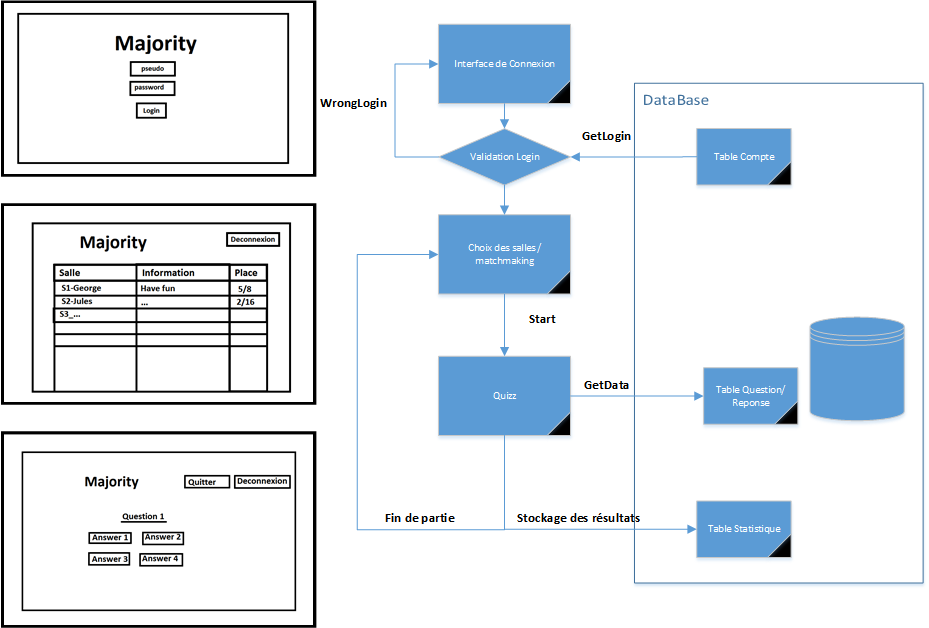 Majority
pseudo
password
Login
Majority
Deconnexion
Salle Information Place
S1-George Have fun 5/8
S2-Jules ... 2/16
S3_...
Majority
Quitter Deconnexion
Question 1
Answer 1 Answer 2
Answer 3 Answer 4
Interface de Connexion
WrongLogin
Validation Login
GetLogin
Choix des salles/
matchmaking
Start
Quizz
GetData
Fin de partie
Stockage des résultats
DataBase
Table Compte
Table Question/
Reponse
Table Statistique